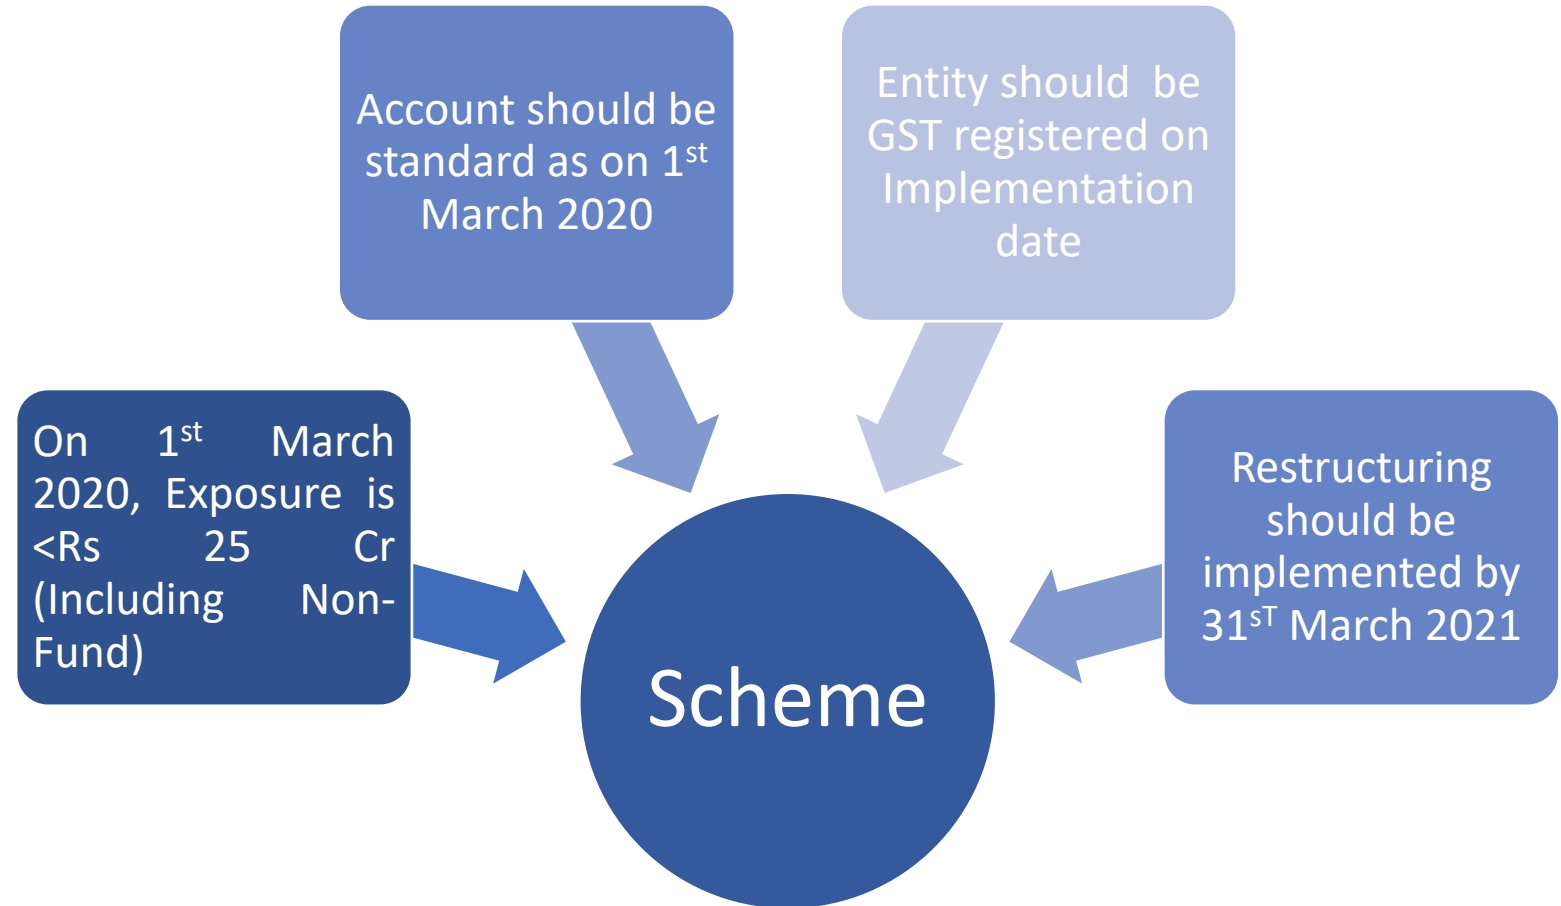 Account should be
standard as on 1st
March 2020
Entity should be
GST registered on
Implementation
date
On 1st March
2020, Exposure is
<Rs 25 Cr
(Including Non-
Fund)
Restructuring
should be
implemented by
31sT March 2021
Scheme